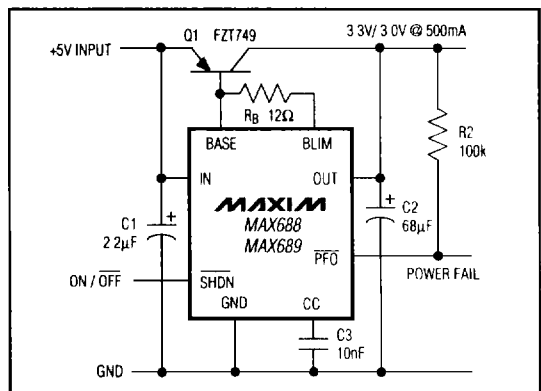 Q1 FZT749
3 3V/ 3 0V @ 500mA
+5V INPUT
RB 12Ω
R2
100k
BASE
BLIM
IN
OUT
MAXIM
MAX688
MAX689
C1
2 2µF
+
C2
68µF
+
PFO
POWER FAIL
ON / OFF
SHDN
GND
CC
C3
10nF
GND